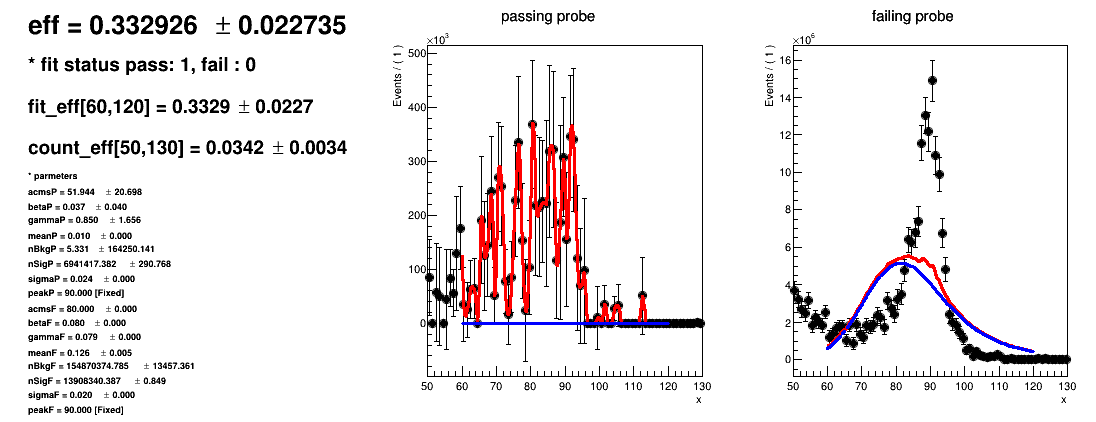 eff = 0.332926 ± 0.022735
* fit status pass: 1, fail : 0
fit_eff[60,120] = 0.3329 ± 0.0227
count_eff[50,130] = 0.0342 ± 0.0034
* parmeters
acmsP = 51.944 ± 20.698
betaP = 0.037 ± 0.040
gammaP = 0.850 ± 1.656
meanP = 0.010 ± 0.000
nBkgP = 5.331 ± 164250.141
nSigP = 6941417.382 ± 290.768
sigmaP = 0.024 ± 0.000
peakP = 90.000 [Fixed]
acmsF = 80.000 ± 0.000
betaF = 0.080 ± 0.000
gammaF = 0.079 ± 0.000
meanF = 0.126 ± 0.005
nBkgF = 154870374.785 ± 13457.361
nSigF = 13908340.387 ± 0.849
sigmaF = 0.020 ± 0.000
peakF = 90.000 [Fixed]
passing probe
×10³
Events / ( 1 )
500
400
300
200
100
0
50 60 70 80 90 100 110 120 130
x
failing probe
×10⁶
Events / ( 1 )
16
14
12
10
8
6
4
2
0
50 60 70 80 90 100 110 120 130
x